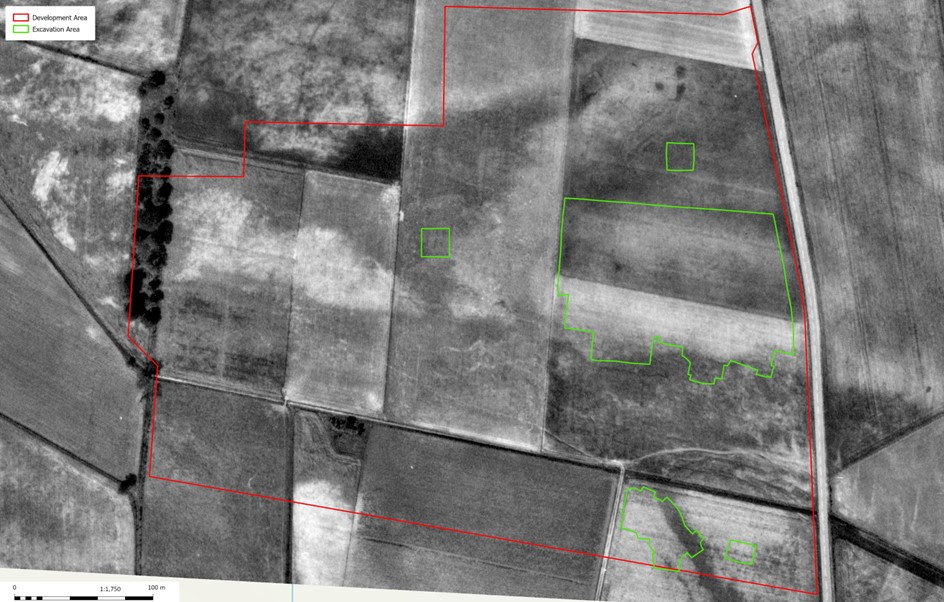 Development Area
Excavation Area
0
1:1,750
100 m